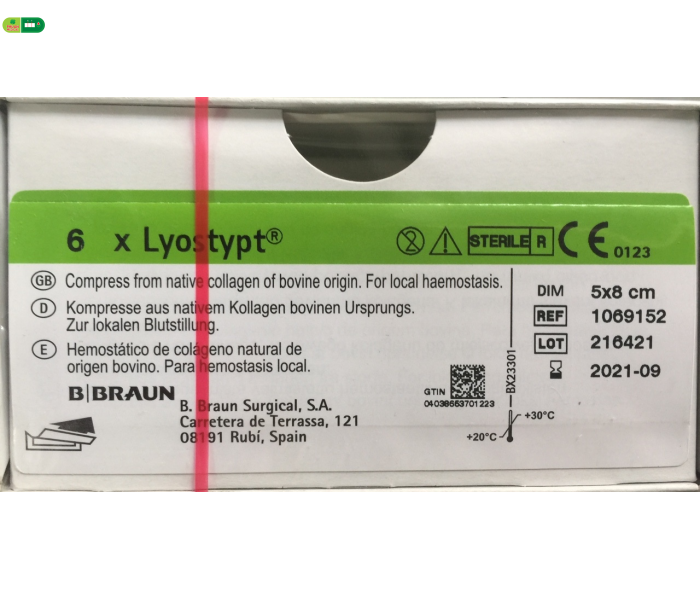 6 x Lyostypt®
STERILE R
CE 0123
GB Compress from native collagen of bovine origin. For local haemostasis.
D Kompresse aus nativem Kollagen bovinen Ursprungs.
Zur lokalen Blutstillung.
E Hemostático de colágeno natural de
origen bovino. Para hemostasis local.
B|BRAUN
B. Braun Surgical, S.A.
Carretera de Terrassa, 121
08191 Rubí, Spain
GTIN
04038653701223
BX23301
+30°C
+20°C
DIM 5x8 cm
REF 1069152
LOT 216421
2021-09